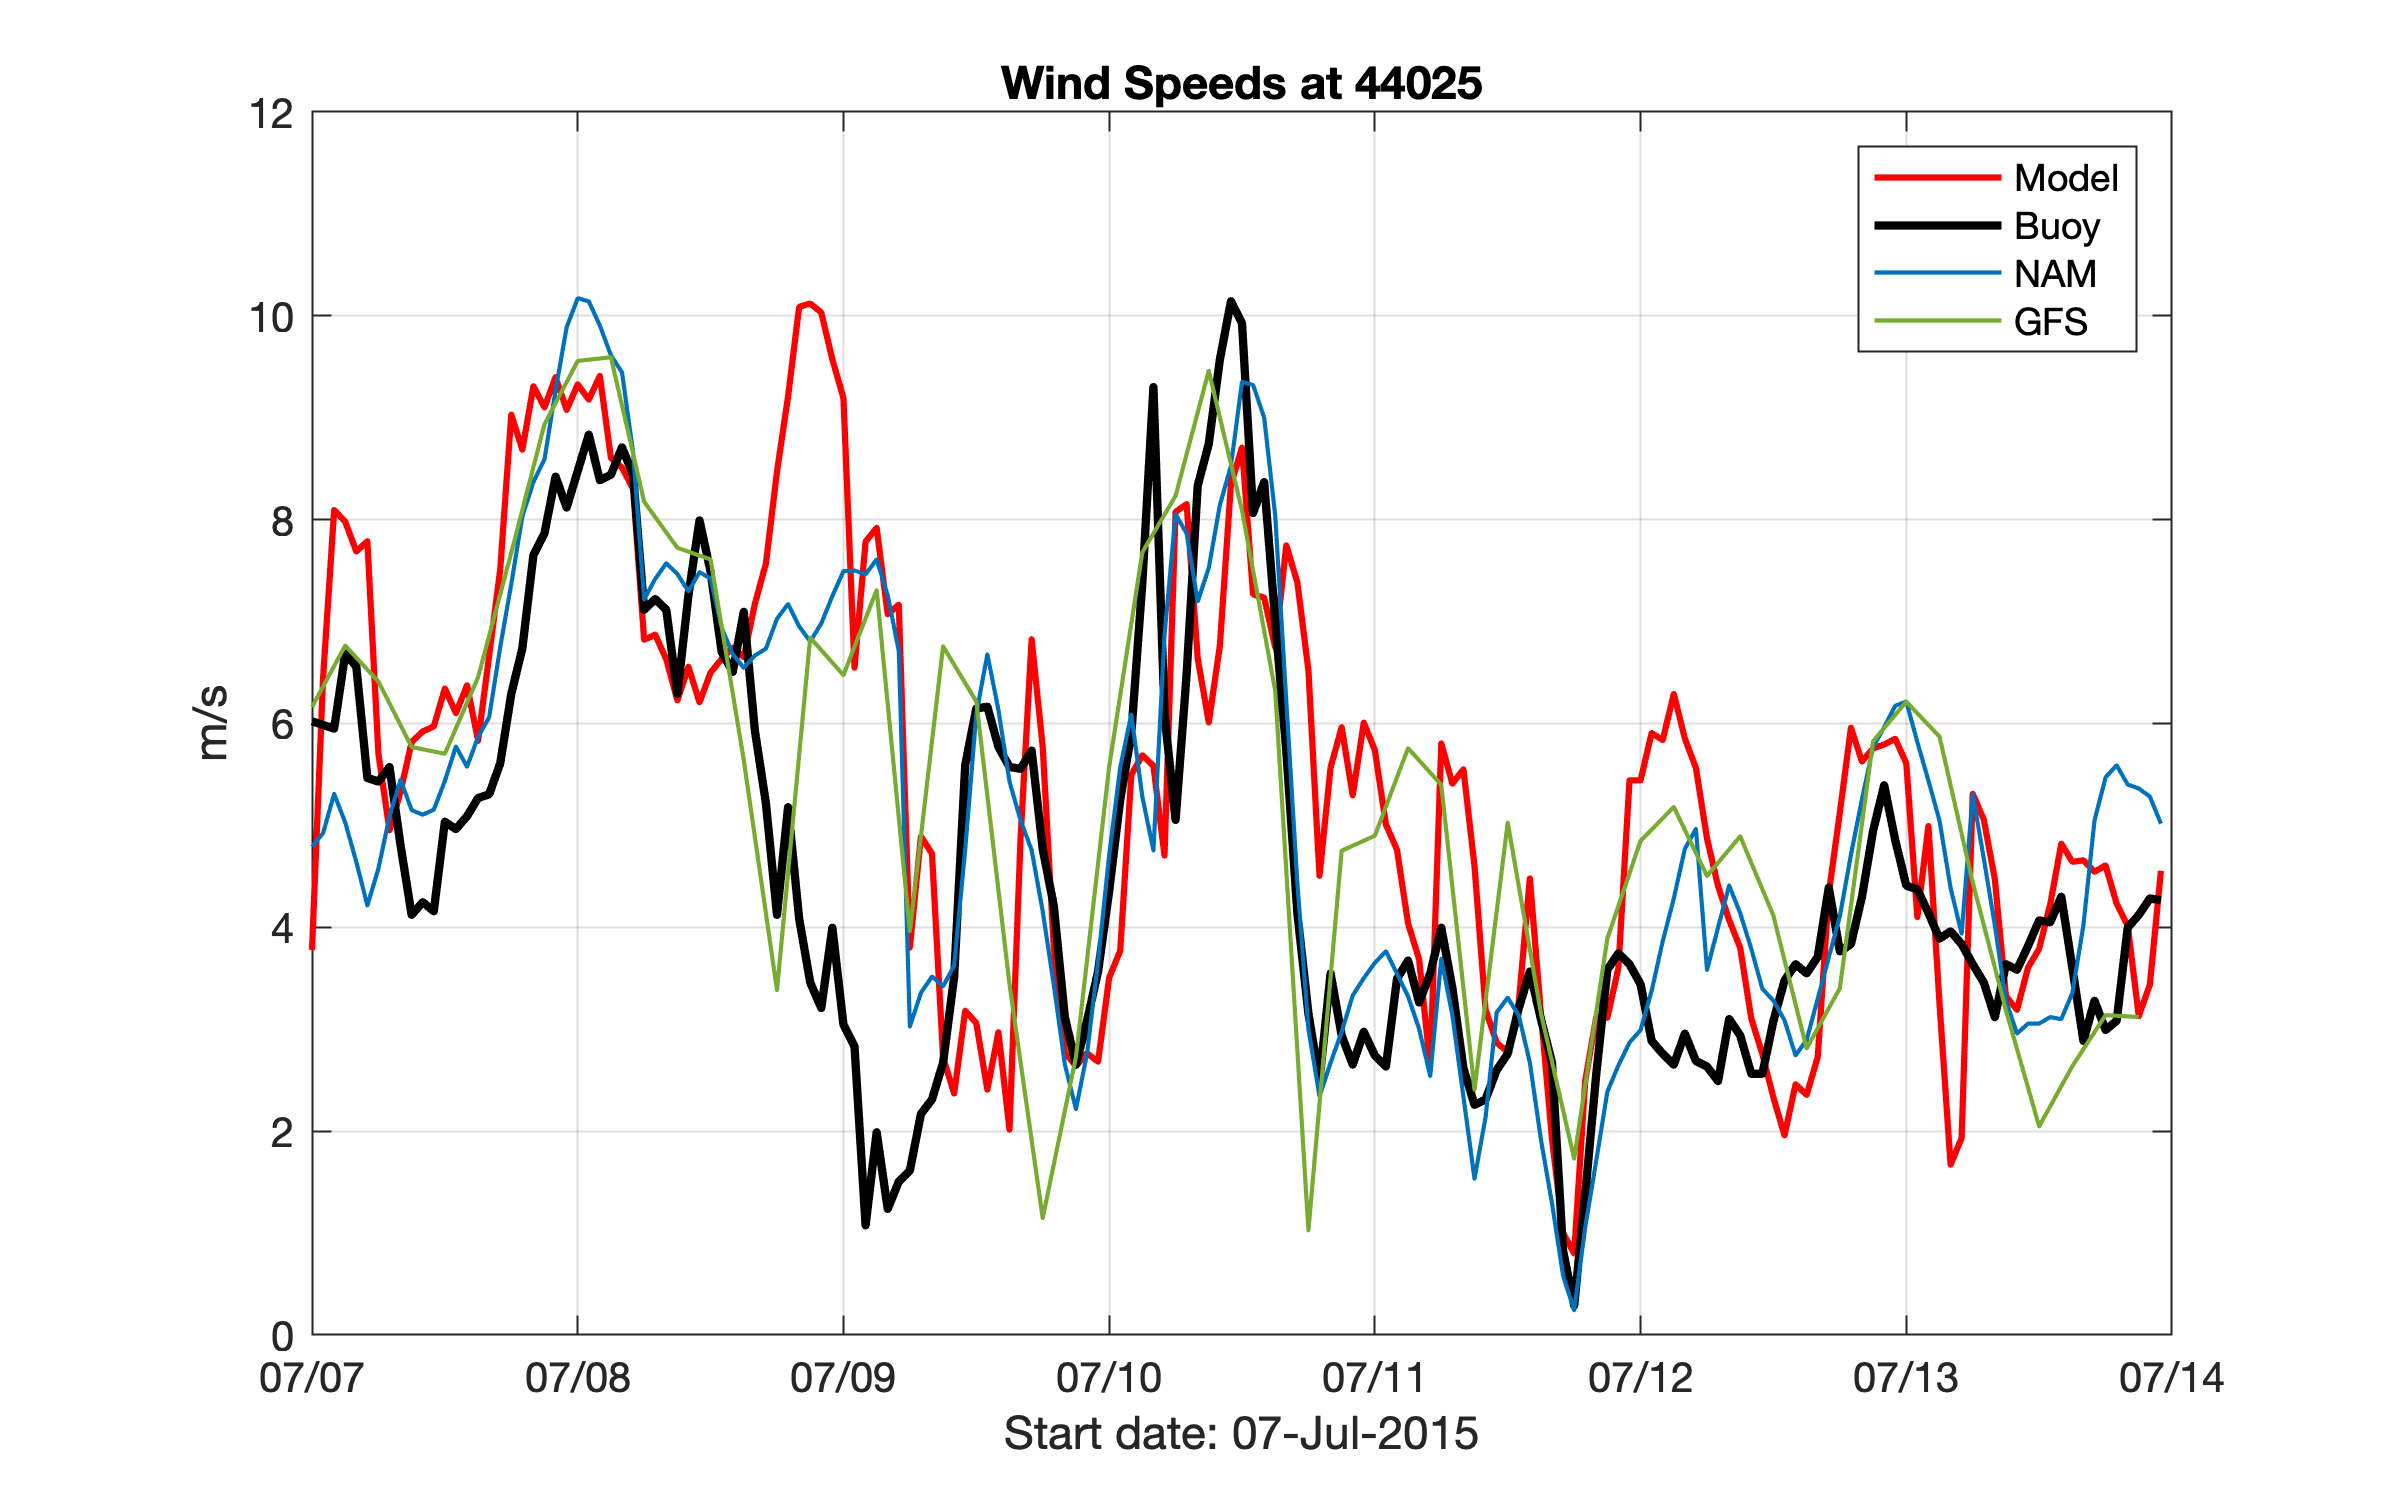 Wind Speeds at 44025
12
10
8
6
4
2
0
m/s
Model
Buoy
NAM
GFS
07/07 07/08 07/09 07/10 07/11 07/12 07/13 07/14
Start date: 07-Jul-2015